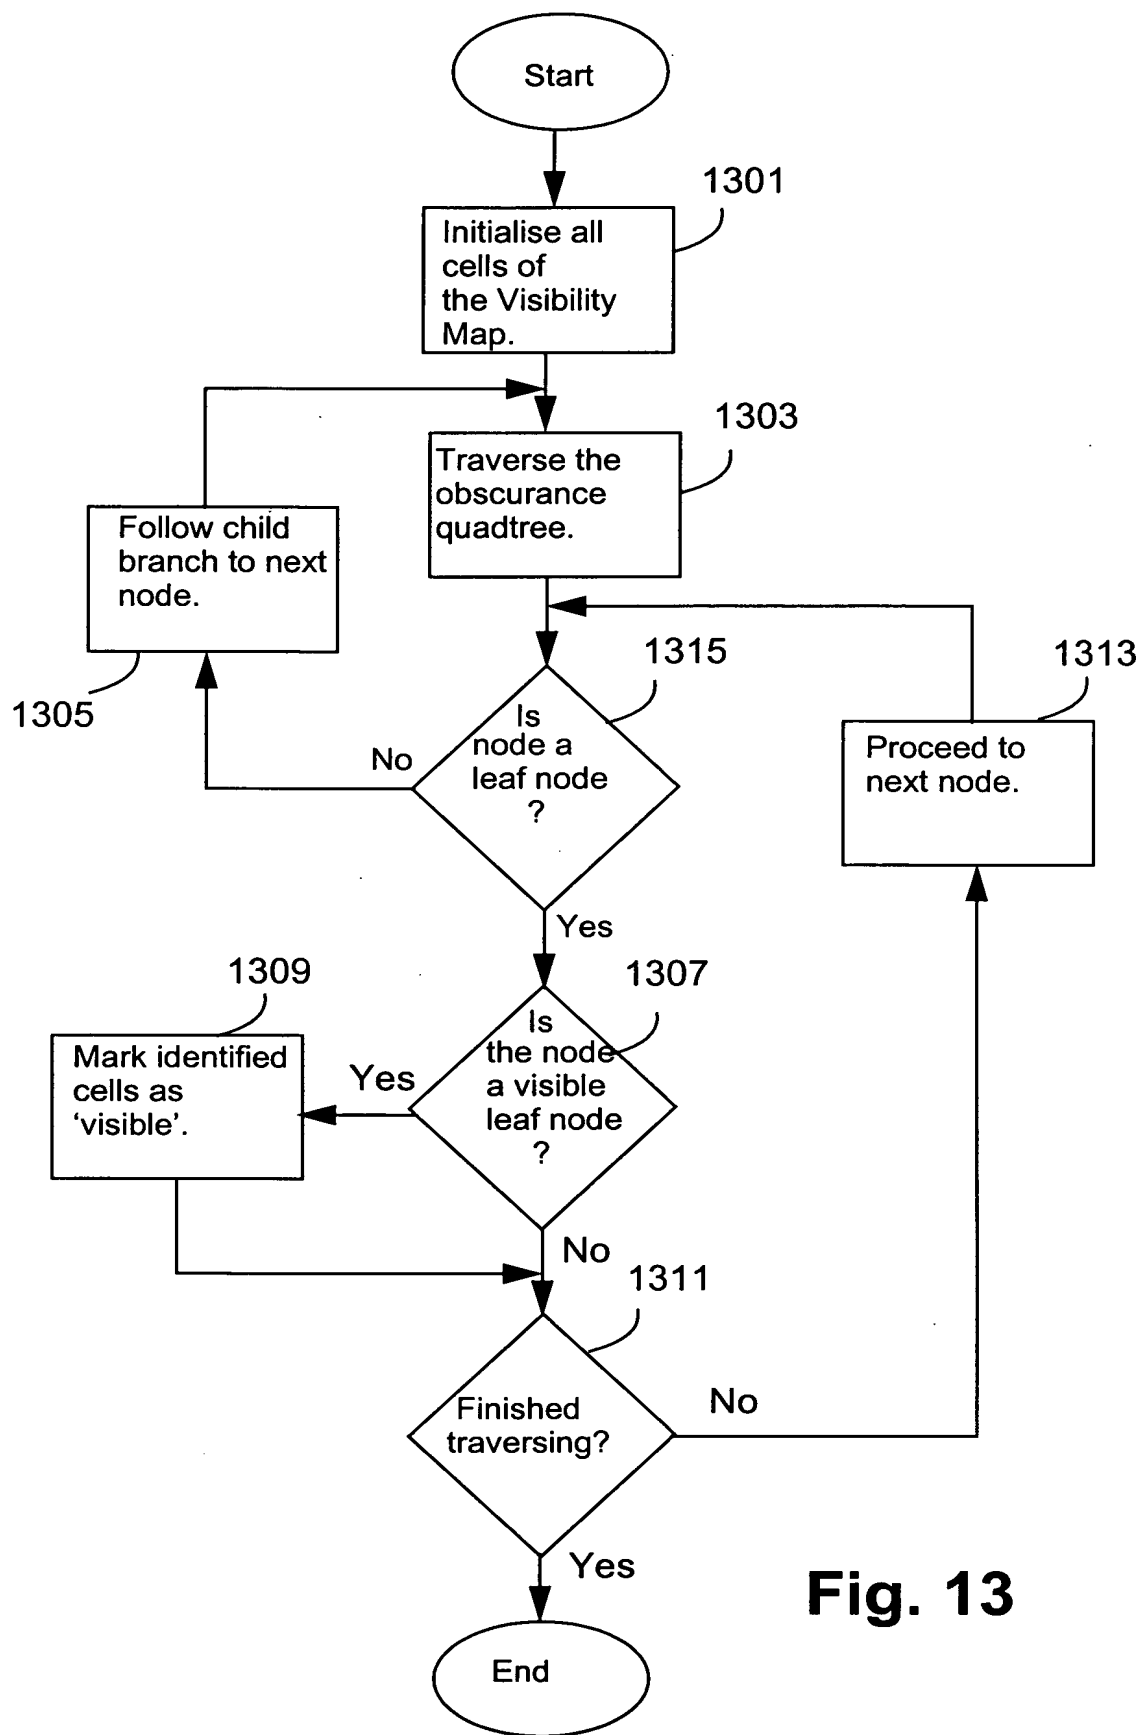 Start
1301
Initialise all
cells of
the Visibility
Map.
1303
Traverse the
obscurance
quadtree.
Follow child
branch to next
node.
1305
1315
Is
node a
leaf node
?
No
Yes
1313
Proceed to
next node.
1309
Mark identified
cells as
‘visible’.
1307
Is
the node
a visible
leaf node
?
Yes
No
1311
Finished
traversing?
No
Yes
End
Fig. 13